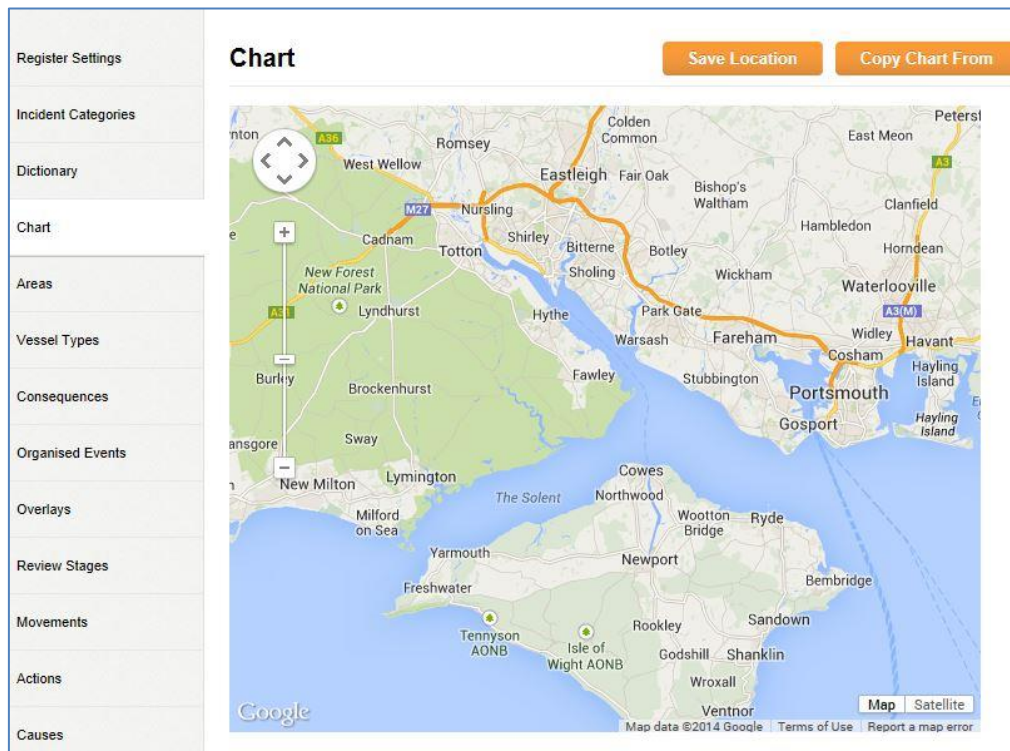 Register Settings
Incident Categories
Dictionary
Chart
Areas
Vessel Types
Consequences
Organised Events
Overlays
Review Stages
Movements
Actions
Causes
Chart
Save Location
Copy Chart From
Colden
Common
East Meon
A36
Romsey
West Wellow
Eastleigh
Fair Oak
A3
Bishop's
Waltham
Clanfield
M27
Nursling
Hambledon
Cadnam
Totton
Shirley
Bitterne
Botley
Horndean
New Forest
National Park
Sholing
Wickham
Waterlooville
A31
Lyndhurst
Hythe
Park Gate
A3(M)
Warsash
Fareham
Widley
Havant
Cosham
Burley
Brockenhurst
Fawley
Stubbington
Hayling
Island
Portsmouth
Gosport
Hayling
Island
ansgore
Sway
New Milton
Lymington
Cowes
The Solent
Northwood
Milford
on Sea
Wootton
Bridge
Ryde
Yarmouth
Newport
Freshwater
Bembridge
Tennyson
AONB
Isle of
Wight AONB
Rookley
Sandown
Godshill
Shanklin
Wroxall
Ventnor
Google
Map
Satellite
Map data ©2014 Google
Terms of Use
Report a map error